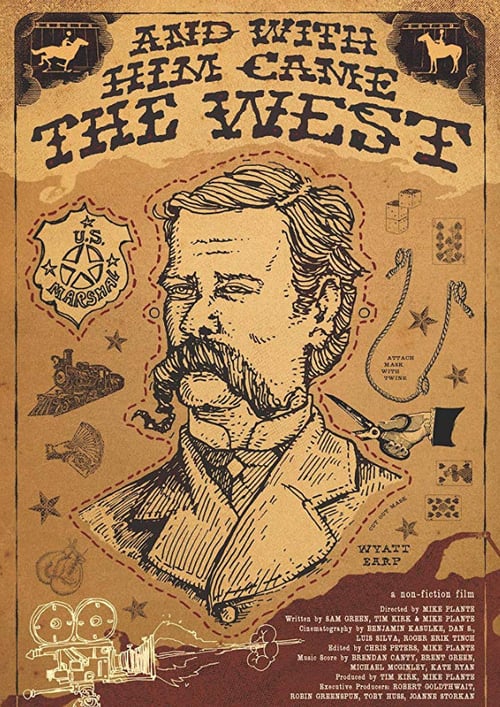 AND WITH
HIM CAME
THE WEST
U.S.
MARSHAL
ATTACH
MASK
WITH
TWINE
CUT OUT MASK
WYATT
EARP
a non-fiction film
Directed by MIKE PLANTE
Written by SAM GREEN, TIM KIRK & MIKE PLANTE
Cinematography by BENJAMIN KASULKE, DAN S.,
LUIS SILVA, ROGER ERIK TINCH
Edited by CHRIS PETERS, MIKE PLANTE
Music Score by BRENDAN CANTY, BRENT GREEN,
MICHAEL MCGINLEY, KATE RYAN
Produced by TIM KIRK, MIKE PLANTE
Executive Producers: ROBERT GOLDTHWAIT,
ROBIN GREENSPUN, TOBY HUSS, JOANNE STORKAN